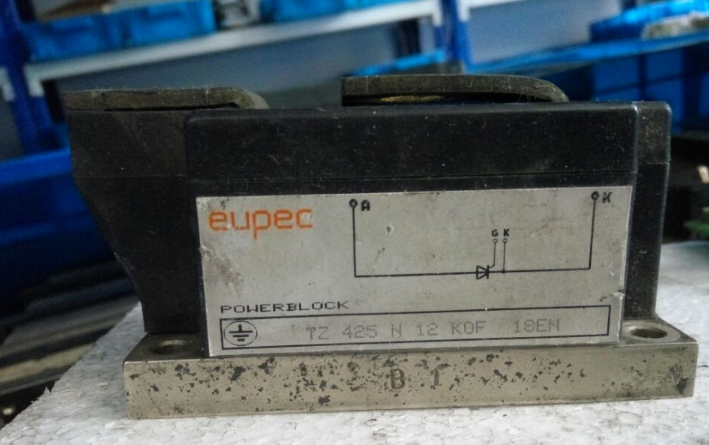 eupec
A
K
G K
POWERBLOCK
TZ 425 N 12 KOF 18EN
B T